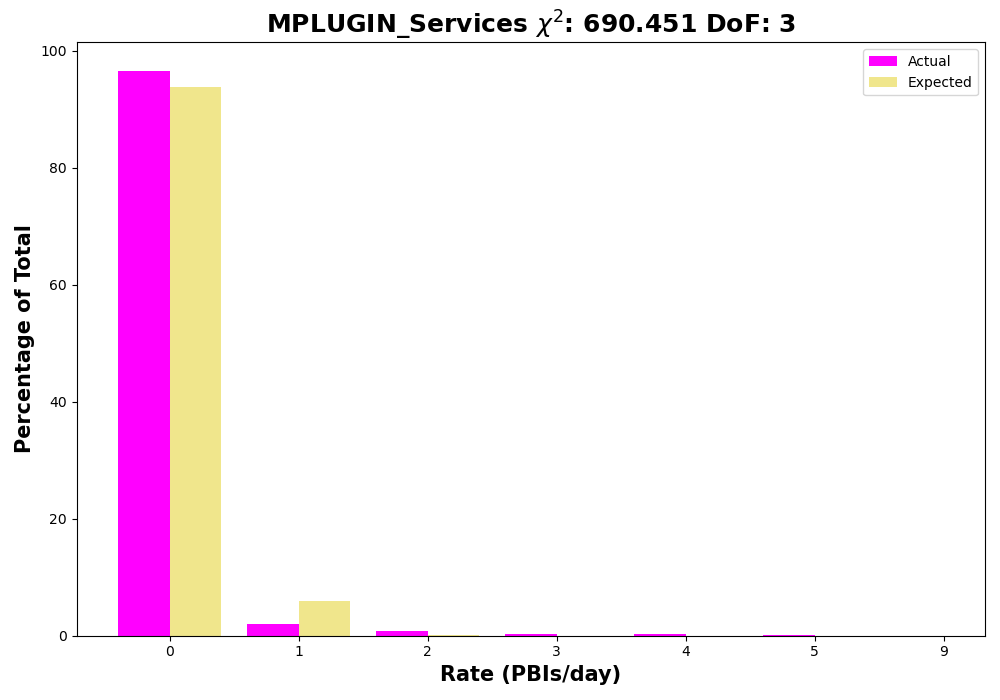 MPLUGIN_Services χ²: 690.451 DoF: 3
Actual
Expected
Percentage of Total
100
80
60
40
20
0
0 1 2 3 4 5 9
Rate (PBIs/day)